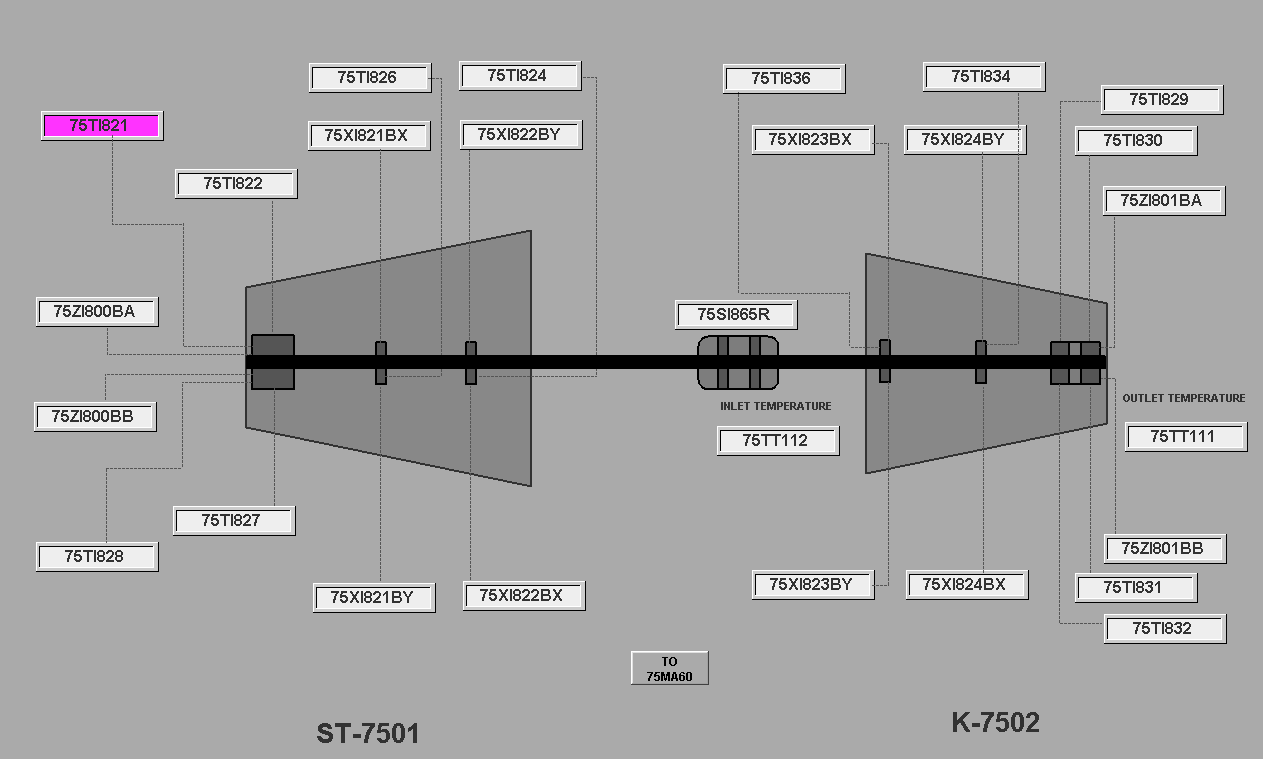 75TI826
75TI824
75TI836
75TI834
75TI829
75TI821
75XI821BX
75XI822BY
75XI823BX
75XI824BY
75TI830
75TI822
75ZI801BA
75ZI800BA
75SI865R
75ZI800BB
INLET TEMPERATURE
OUTLET TEMPERATURE
75TT112
75TT111
75TI827
75TI828
75ZI801BB
75XI821BY
75XI822BX
75XI823BY
75XI824BX
75TI831
75TI832
TO
75MA60
ST-7501
K-7502